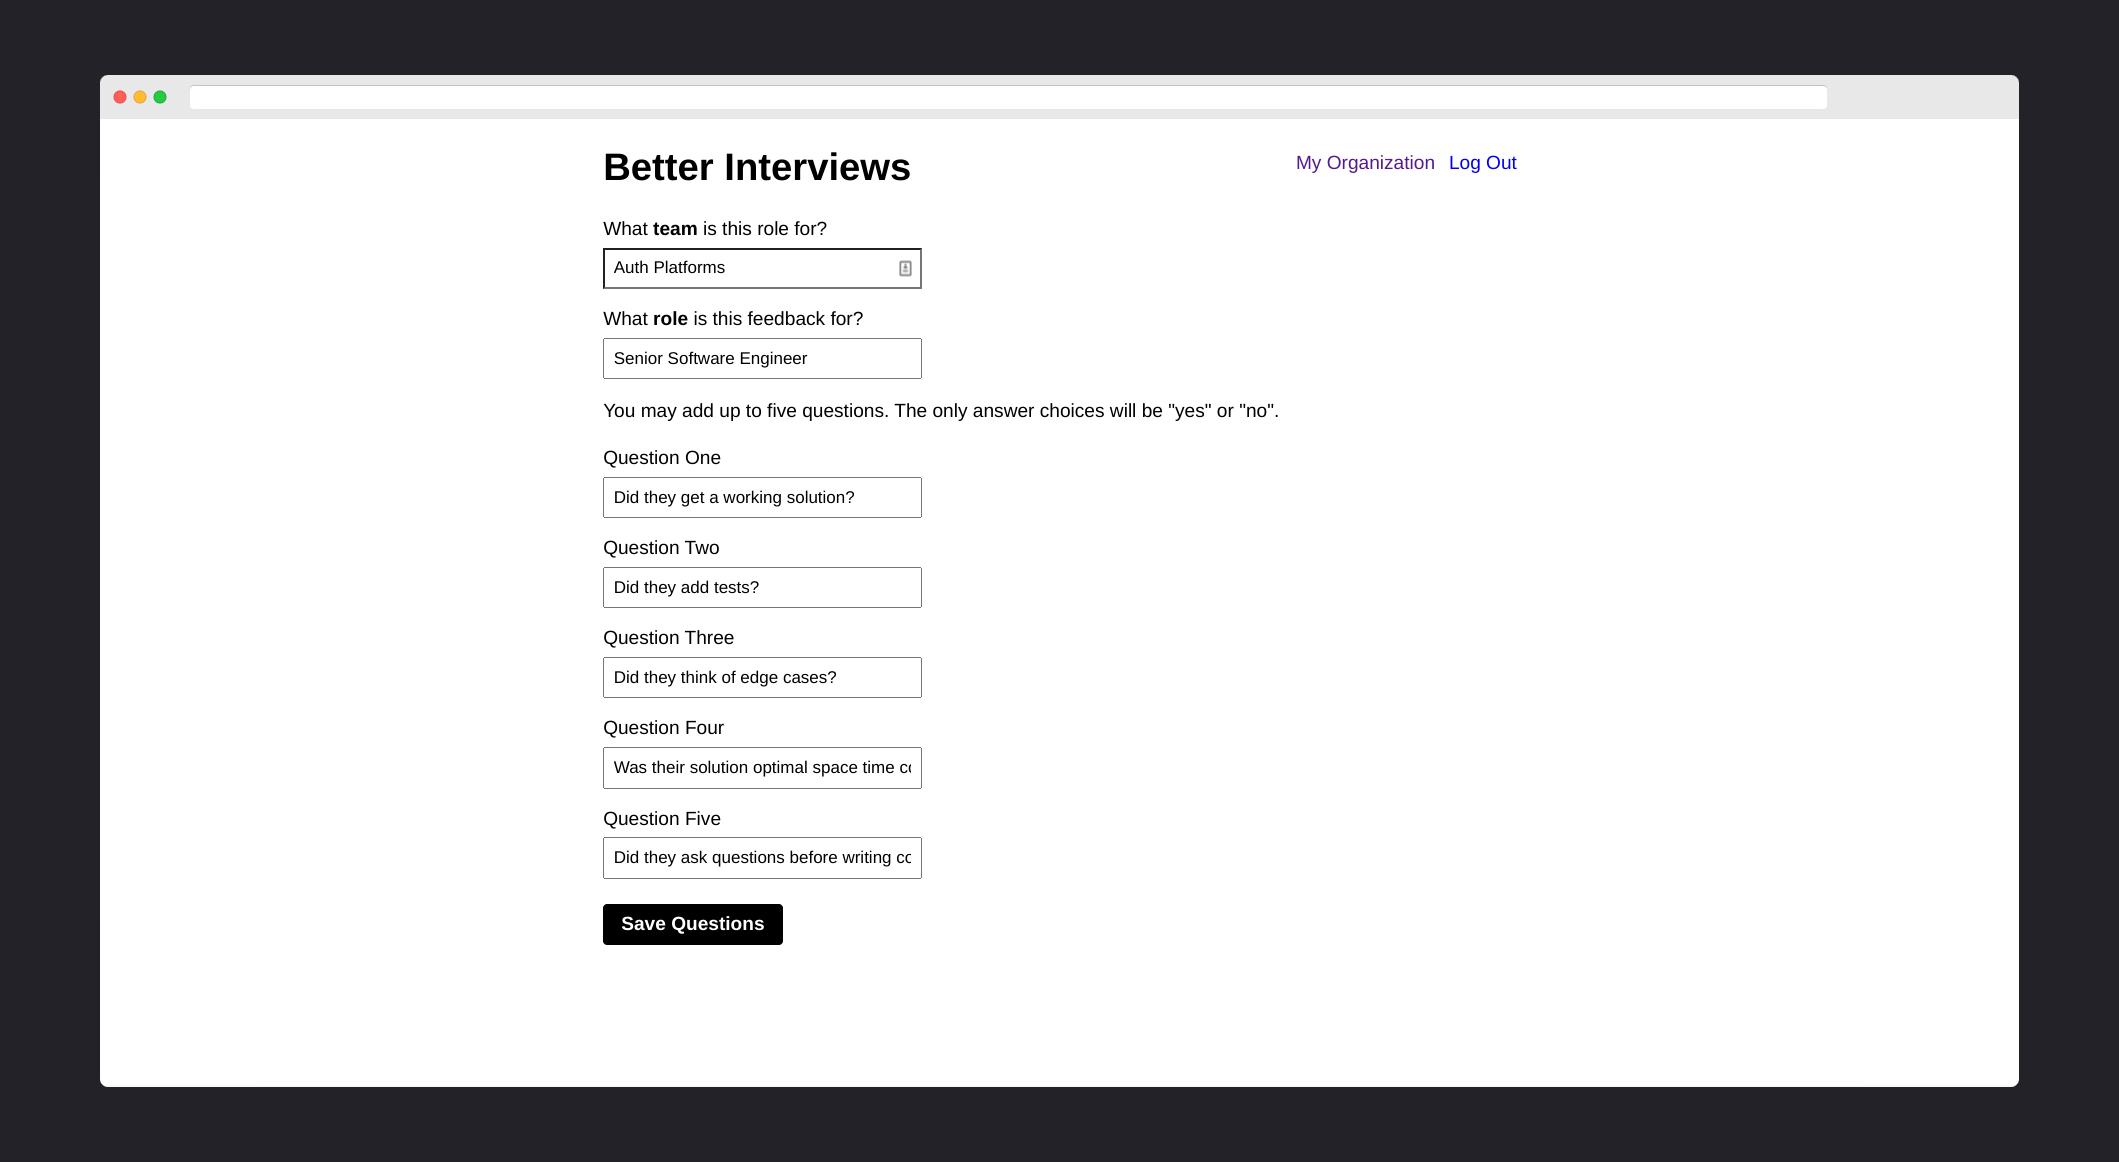 Better Interviews
My Organization Log Out
What team is this role for?
Auth Platforms
What role is this feedback for?
Senior Software Engineer
You may add up to five questions. The only answer choices will be "yes" or "no".
Question One
Did they get a working solution?
Question Two
Did they add tests?
Question Three
Did they think of edge cases?
Question Four
Was their solution optimal space time
Question Five
Did they ask questions before writing
Save Questions